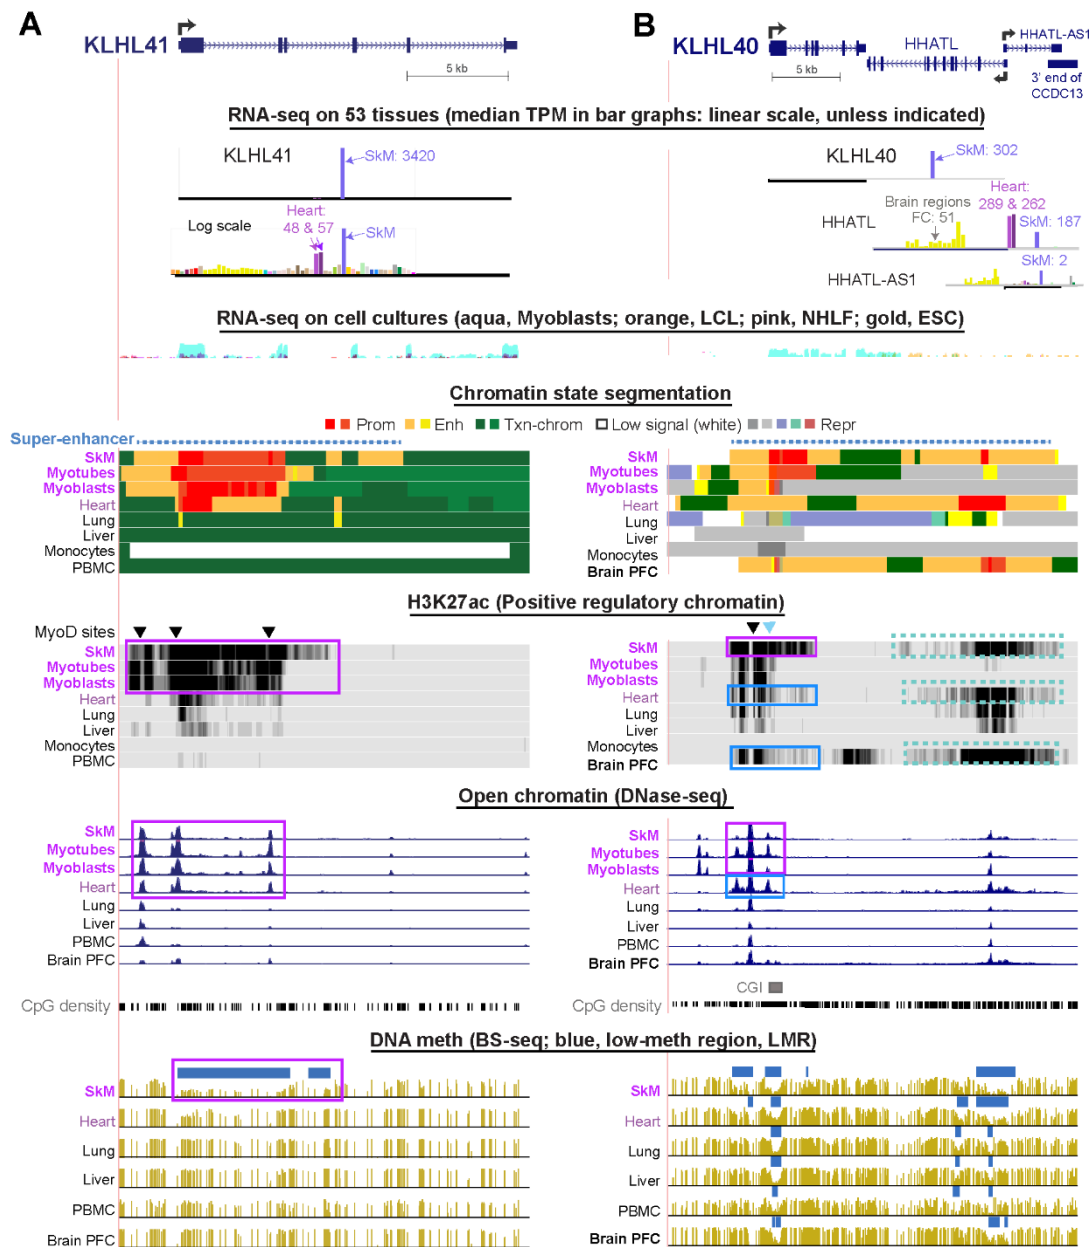 A
B
KLHL41
5 kb
KLHL40
HHATL
HHATL-AS1
5 kb
3' end of
CCDC13
RNA-seq on 53 tissues (median TPM in bar graphs: linear scale, unless indicated)
KLHL41
SkM: 3420
Log scale
Heart:
48 & 57
SkM
KLHL40
SkM: 302
Heart:
289 & 262
Brain regions
FC: 51
HHATL
SkM: 187
SkM: 2
HHATL-AS1
RNA-seq on cell cultures (aqua, Myoblasts; orange, LCL; pink, NHLF; gold, ESC)
Chromatin state segmentation
Prom Enh Txn-chrom Low signal (white) Repr
Super-enhancer
SkM
Myotubes
Myoblasts
Heart
Lung
Liver
Monocytes
PBMC
SkM
Myotubes
Myoblasts
Heart
Lung
Liver
Monocytes
Brain PFC
H3K27ac (Positive regulatory chromatin)
MyoD sites
SkM
Myotubes
Myoblasts
Heart
Lung
Liver
Monocytes
PBMC
SkM
Myotubes
Myoblasts
Heart
Lung
Liver
Monocytes
Brain PFC
Open chromatin (DNase-seq)
SkM
Myotubes
Myoblasts
Heart
Lung
Liver
PBMC
Brain PFC
CpG density
SkM
Myotubes
Myoblasts
Heart
Lung
Liver
PBMC
Brain PFC
CGI
CpG density
DNA meth (BS-seq; blue, low-meth region, LMR)
SkM
Heart
Lung
Liver
PBMC
Brain PFC
SkM
Heart
Lung
Liver
PBMC
Brain PFC